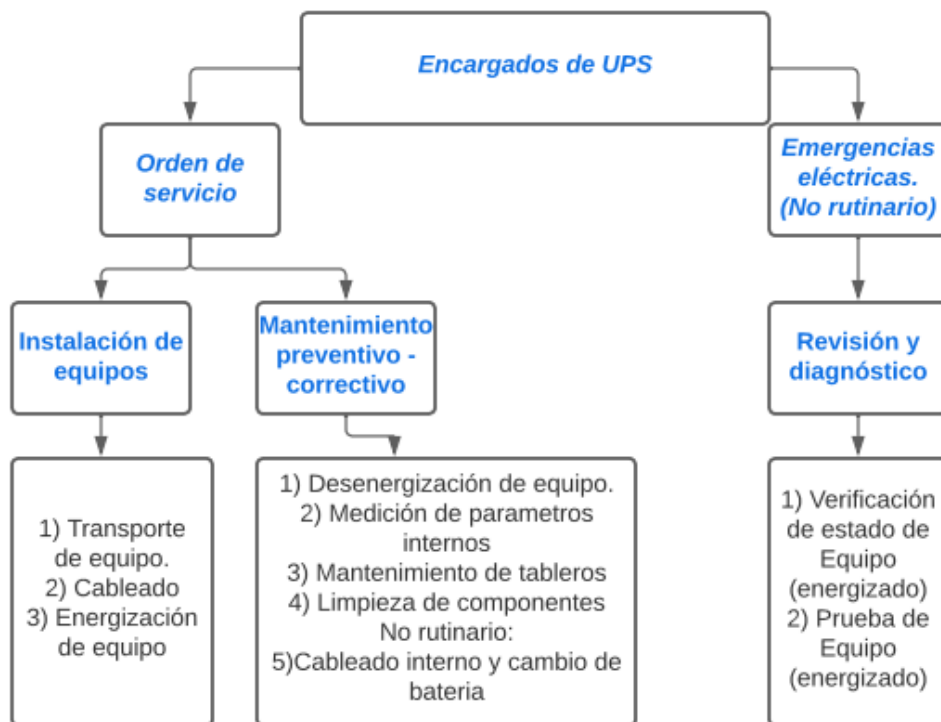 Encargados de UPS
Orden de
servicio
Emergencias
eléctricas.
(No rutinario)
Instalación de
equipos
Mantenimiento
preventivo -
correctivo
Revisión y
diagnóstico
1) Transporte
de equipo.
2) Cableado
3) Energización
de equipo
1) Desenergización de equipo.
2) Medición de parametros
internos
3) Mantenimiento de tableros
4) Limpieza de componentes
No rutinario:
5)Cableado interno y cambio de
bateria
1) Verificación
de estado de
Equipo
(energizado)
2) Prueba de
Equipo
(energizado)